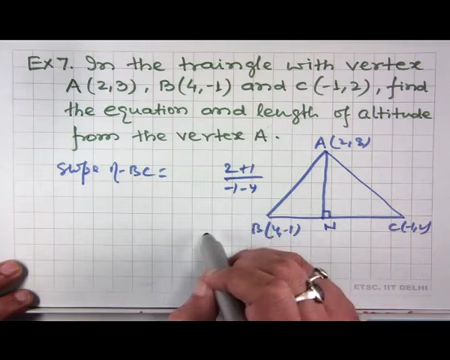 Ex7. In the traingle with vertex
A(2,3), B(4,-1) and C(-1,2), find
the equation and length of altitude
from the vertex A.
A(2,3)
Slope of BC = 2+1
-1-4
B(4,-1) N C(-1,2)
ETSC, IIT DELHI